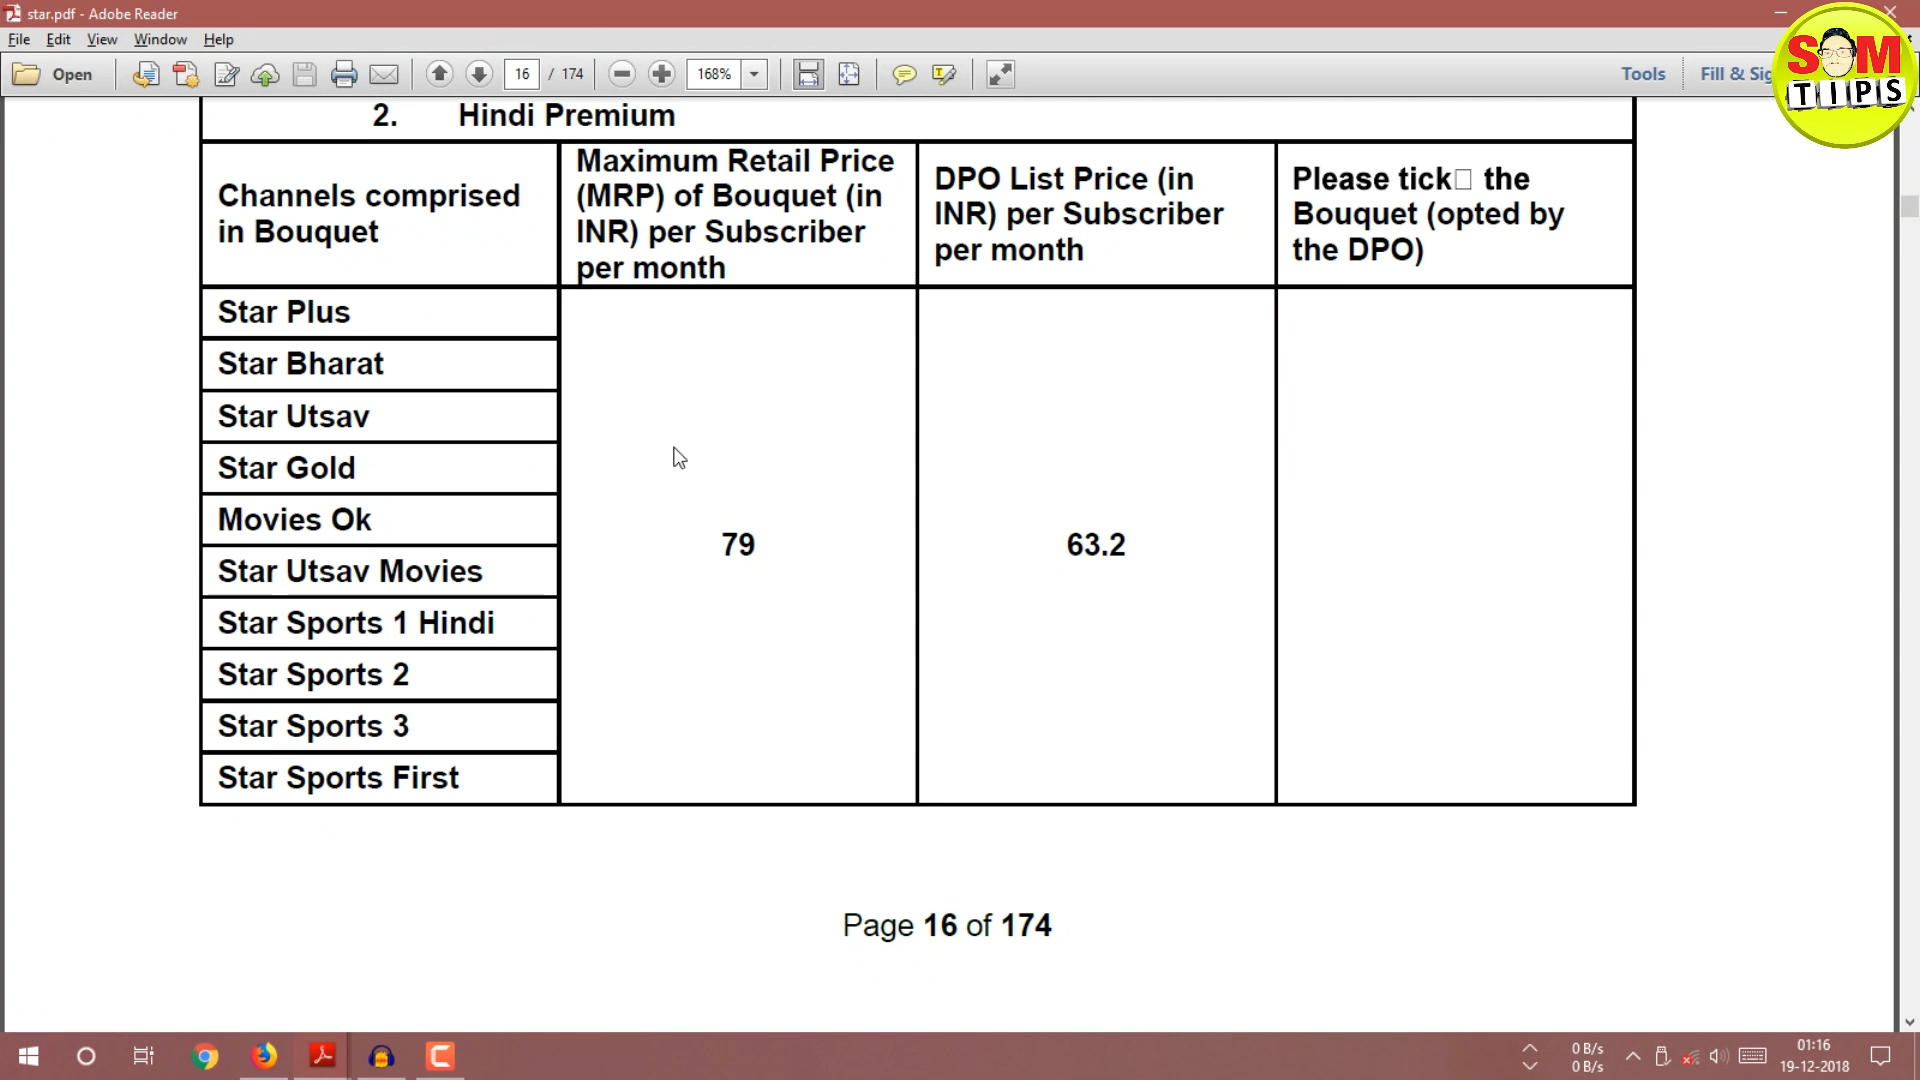 star.pdf - Adobe Reader
File Edit View Window Help
Open 16 / 174 168% Tools Fill &
SOM
TIPS
2. Hindi Premium
Channels comprised
in Bouquet
Maximum Retail Price
(MRP) of Bouquet (in
INR) per Subscriber
per month
DPO List Price (in
INR) per Subscriber
per month
Please tick□ the
Bouquet (opted by
the DPO)
Star Plus
Star Bharat
Star Utsav
Star Gold
Movies Ok
Star Utsav Movies
Star Sports 1 Hindi
Star Sports 2
Star Sports 3
Star Sports First
79
63.2
Page 16 of 174
0 B/s
0 B/s
01:16
19-12-2018